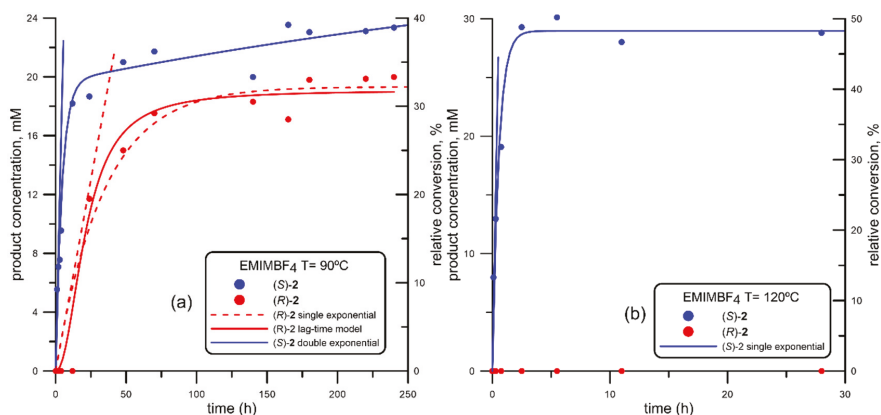 24
20
16
12
8
4
0
product concentration, mM
40
30
20
10
0
relative conversion, %
0 50 100 150 200 250
time (h)
(a)
EMIMBF4 T= 90ºC
(S)-2
(R)-2
(R)-2 single exponential
(R)-2 lag-time model
(S)-2 double exponential
30
20
10
0
product concentration, mM
50
40
30
20
10
0
relative conversion, %
0 10 20 30
time (h)
(b)
EMIMBF4 T= 120ºC
(S)-2
(R)-2
(S)-2 single exponential